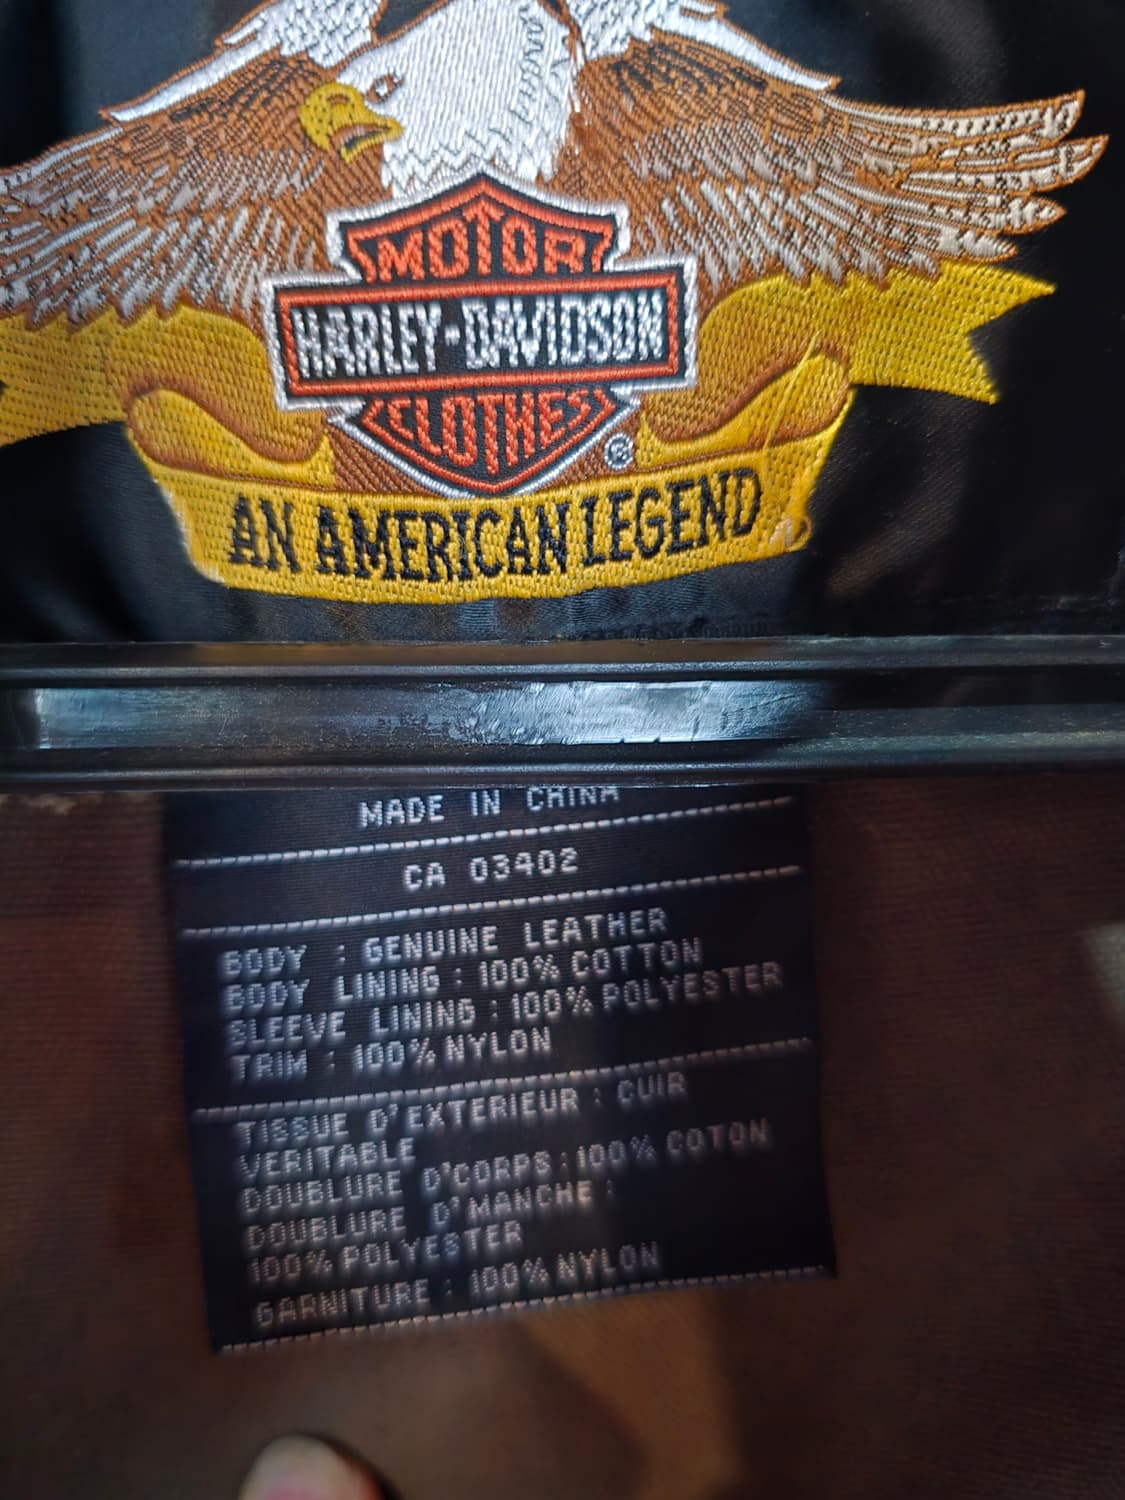 MOTOR
HARLEY-DAVIDSON
CLOTHES
®
AN AMERICAN LEGEND
MADE IN CHINA
CA 03402
BODY : GENUINE LEATHER
BODY LINING : 100% COTTON
SLEEVE LINING : 100% POLYESTER
TRIM : 100% NYLON
TISSUE D'EXTERIEUR : CUIR
VERITABLE
DOUBLURE D'CORPS : 100% COTON
DOUBLURE D'MANCHE :
100% POLYESTER
GARNITURE : 100% NYLON